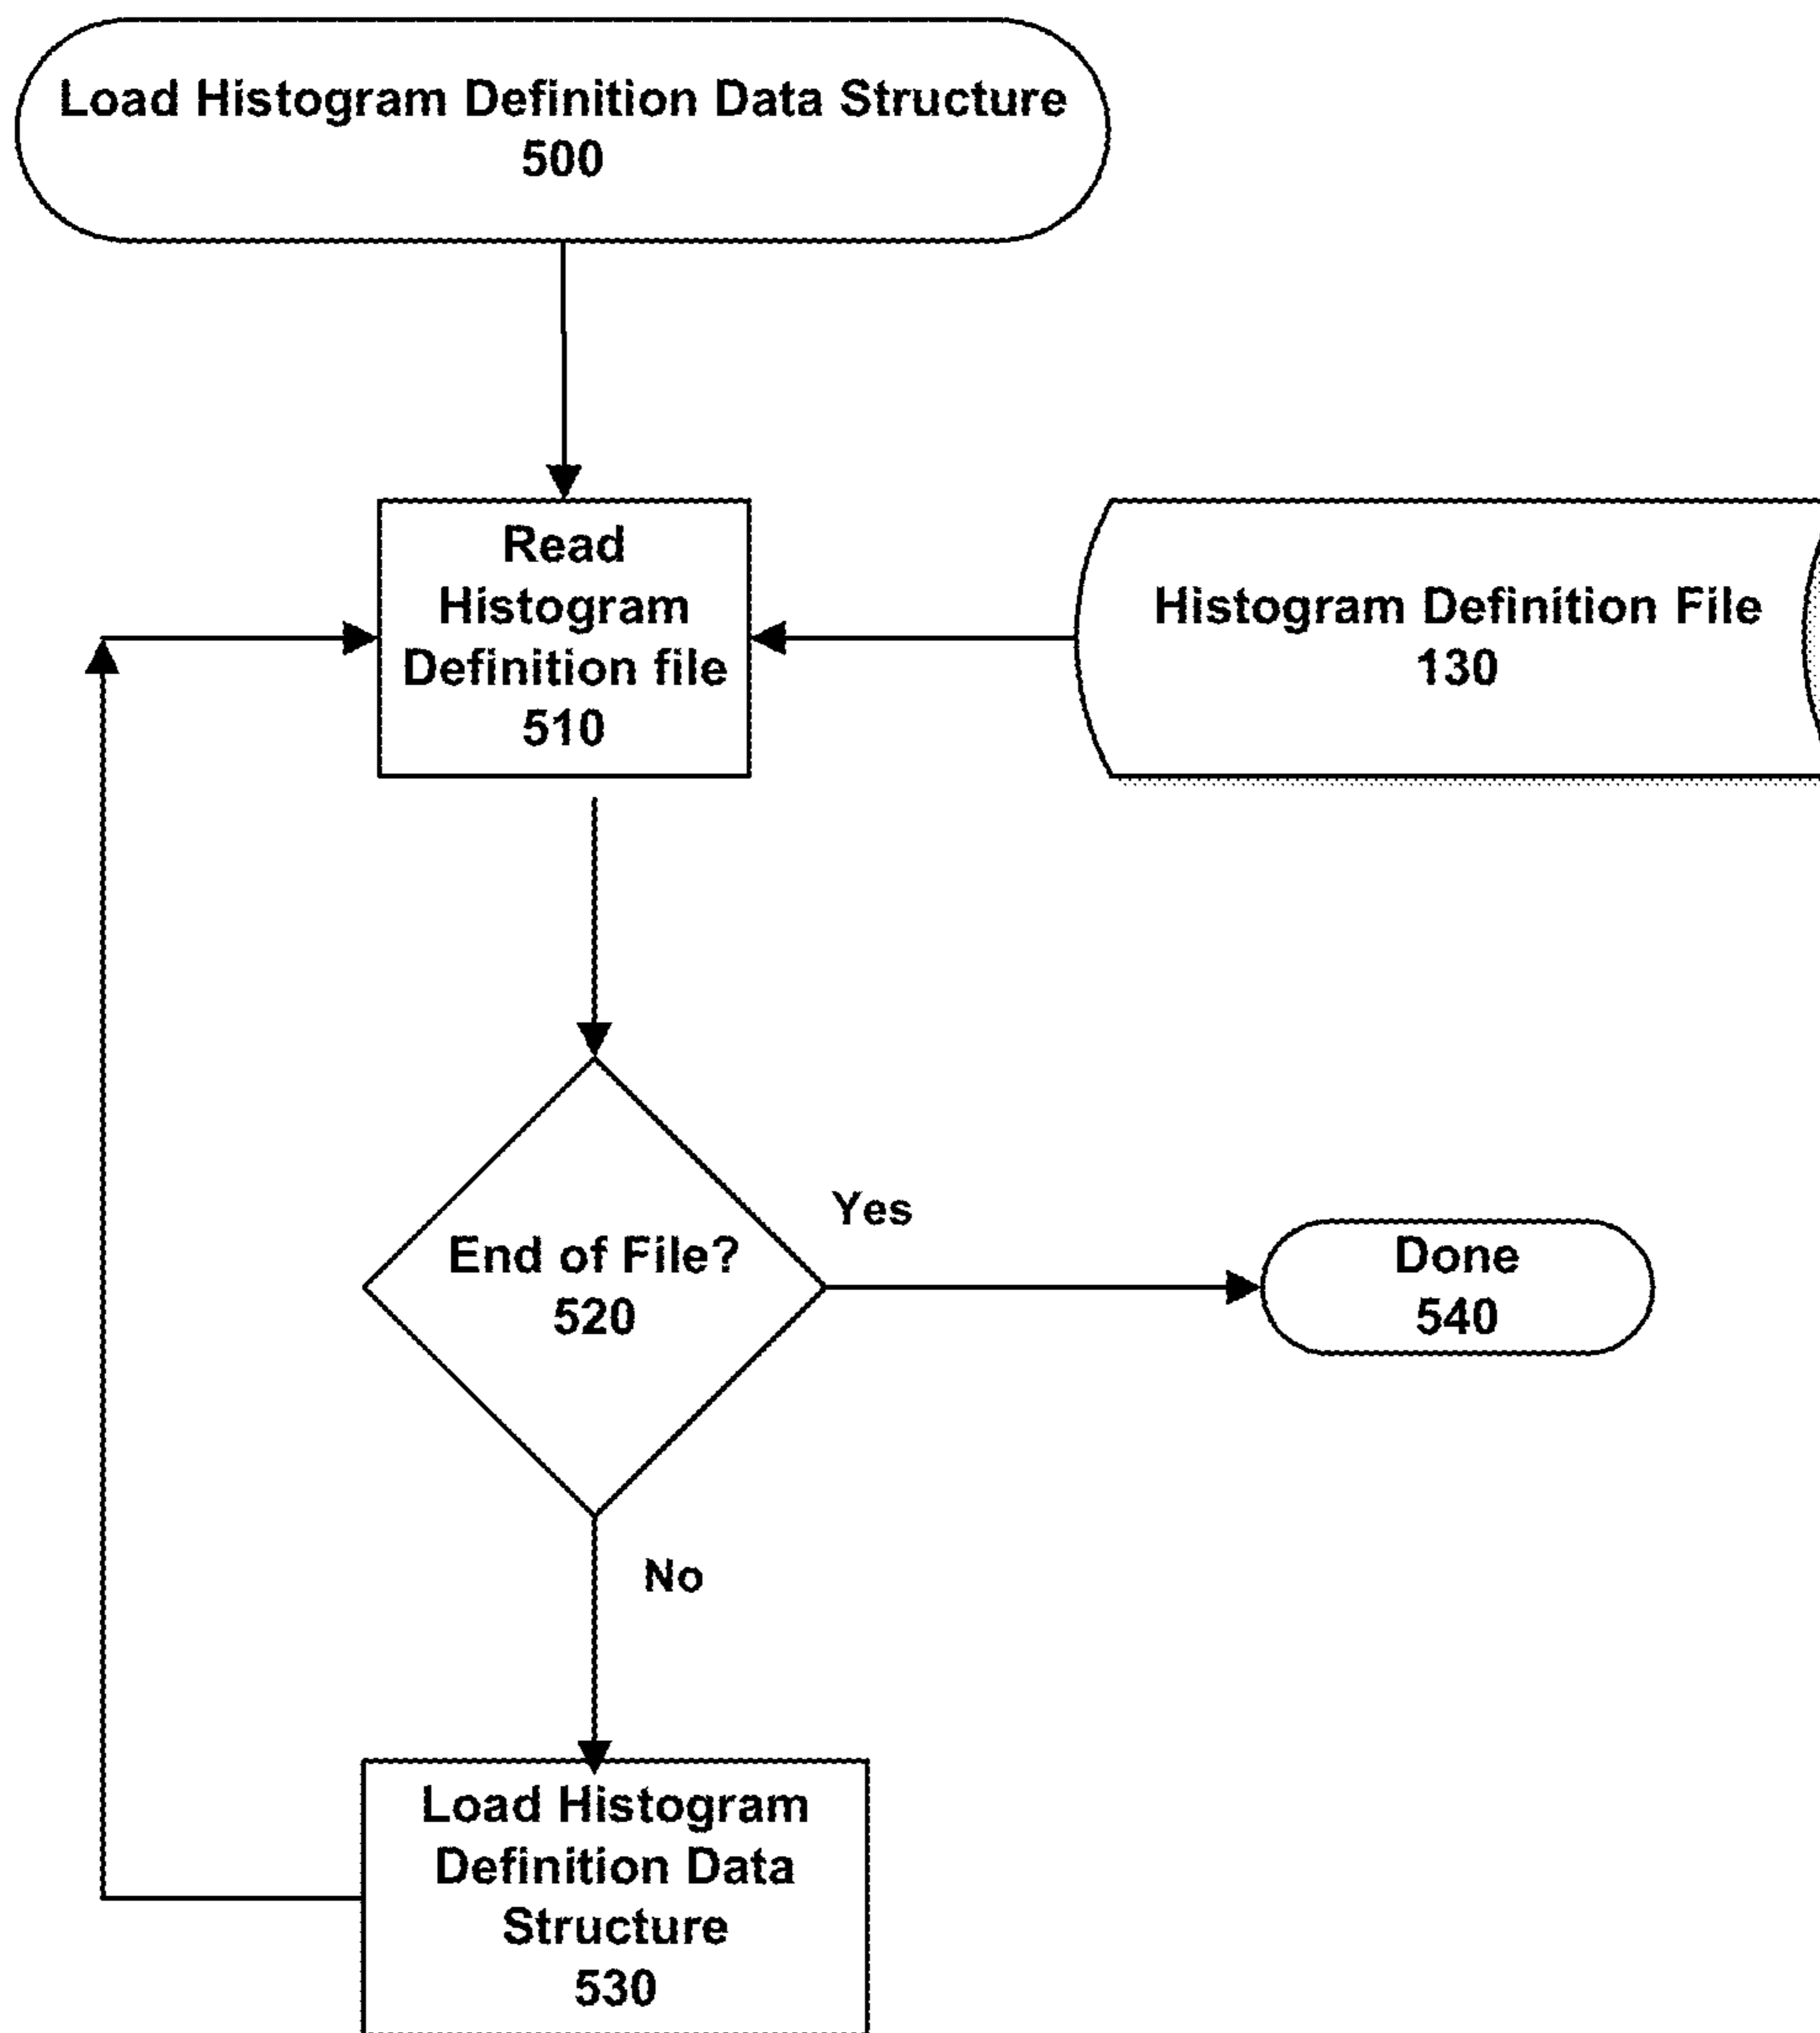 Load Histogram Definition Data Structure
500
Read
Histogram
Definition file
510
Histogram Definition File
130
End of File?
520
Yes
Done
540
No
Load Histogram
Definition Data
Structure
530